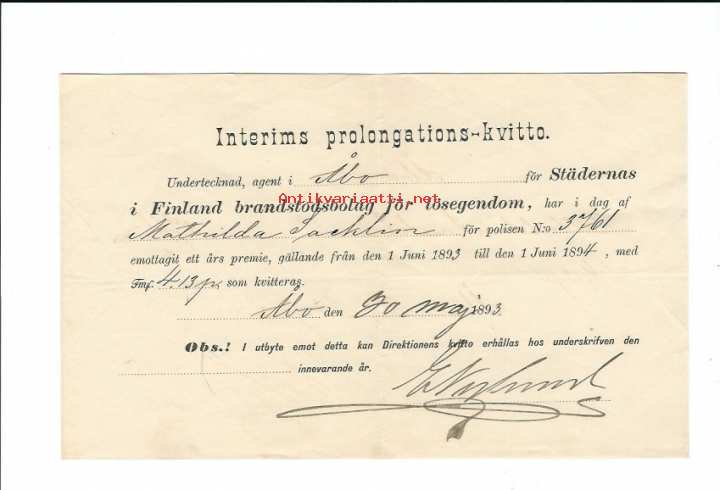 Interims prolongations-kvitto.
Undertecknad, agent i Åbo för Städernas
Antikvariaatti.net
i Finland brandstodsbolag för lösegendom, har i dag af
Mathilda Sacklin för polisen N:o 3761
emottagit ett års premie, gällande från den 1 Juni 1893 till den 1 Juni 1894, med
Fmf. 4.13 p. som kvitteras.
Åbo den 30 maj 1893.
Obs.! I utbyte emot detta kan Direktionens kvitto erhållas hos underskrifven den
innevarande år.
E Nylund